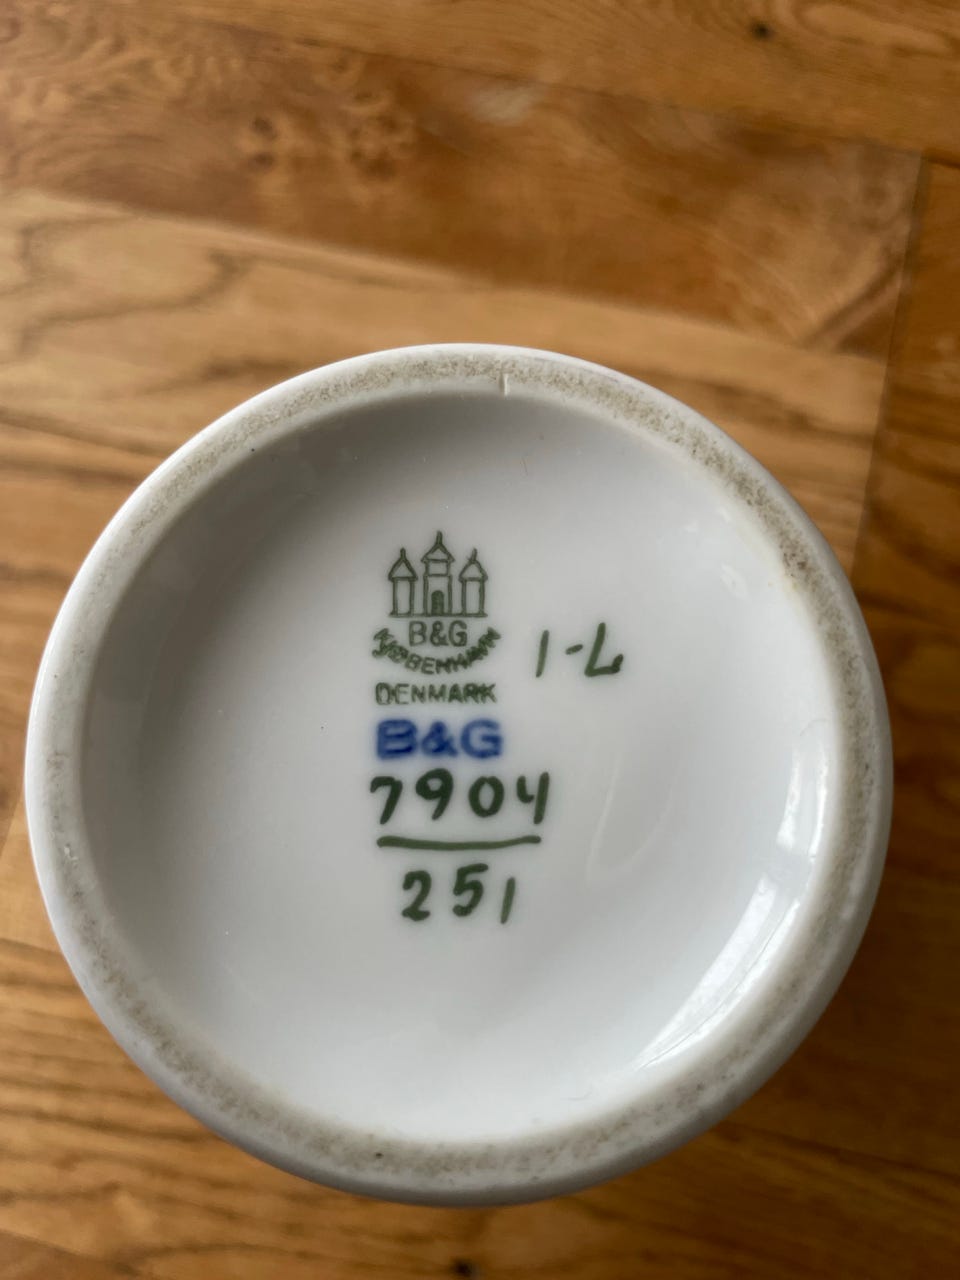 B&G
KJØBENHAVN
DENMARK
B&G
7904
251
1-L